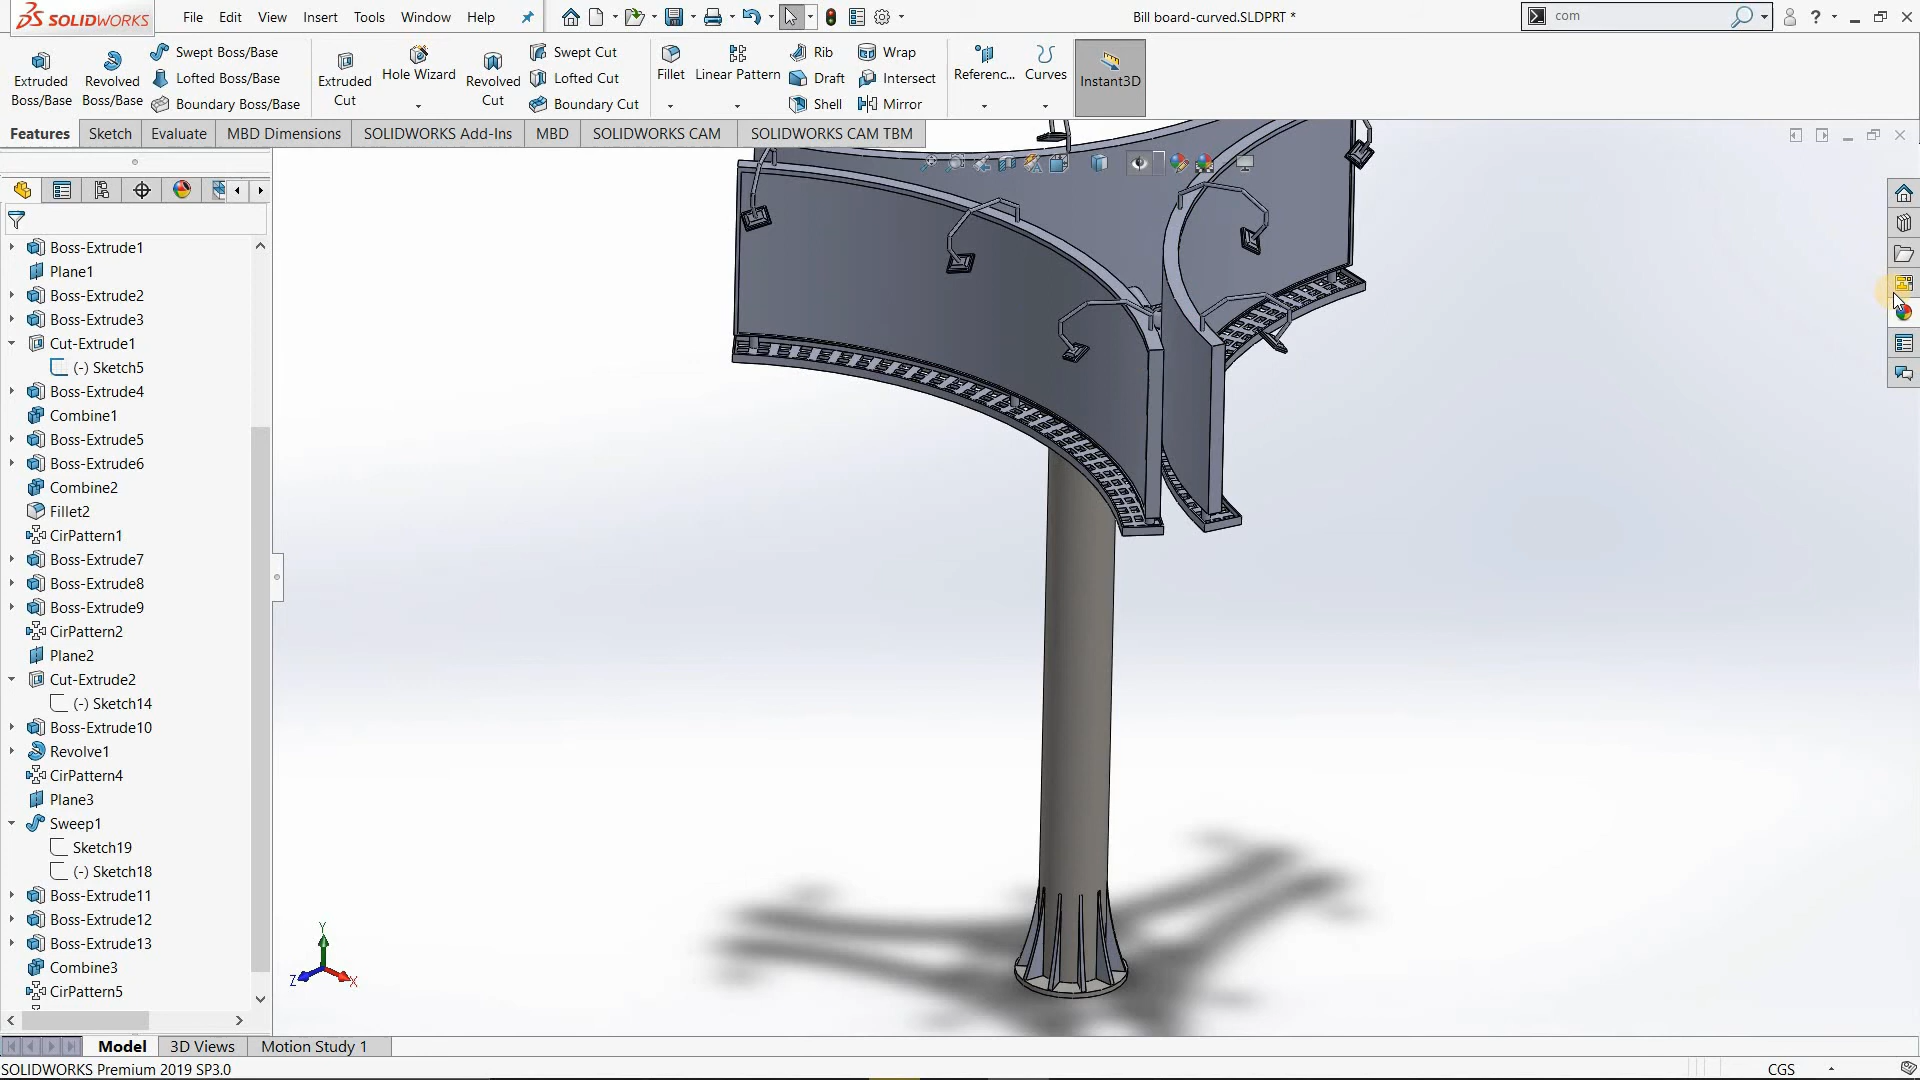 SOLIDWORKS File Edit View Insert Tools Window Help Bill board-curved.SLDPRT * com
Extruded Boss/Base
Revolved Boss/Base
Swept Boss/Base
Lofted Boss/Base
Boundary Boss/Base
Extruded Cut
Hole Wizard
Revolved Cut
Swept Cut
Lofted Cut
Boundary Cut
Fillet
Linear Pattern
Rib
Draft
Shell
Wrap
Intersect
Mirror
Referenc...
Curves
Instant3D
Features Sketch Evaluate MBD Dimensions SOLIDWORKS Add-Ins MBD SOLIDWORKS CAM SOLIDWORKS CAM TBM
Boss-Extrude1
Plane1
Boss-Extrude2
Boss-Extrude3
Cut-Extrude1
(-) Sketch5
Boss-Extrude4
Combine1
Boss-Extrude5
Boss-Extrude6
Combine2
Fillet2
CirPattern1
Boss-Extrude7
Boss-Extrude8
Boss-Extrude9
CirPattern2
Plane2
Cut-Extrude2
(-) Sketch14
Boss-Extrude10
Revolve1
CirPattern4
Plane3
Sweep1
Sketch19
(-) Sketch18
Boss-Extrude11
Boss-Extrude12
Boss-Extrude13
Combine3
CirPattern5
Y
Z X
Model 3D Views Motion Study 1
SOLIDWORKS Premium 2019 SP3.0 CGS